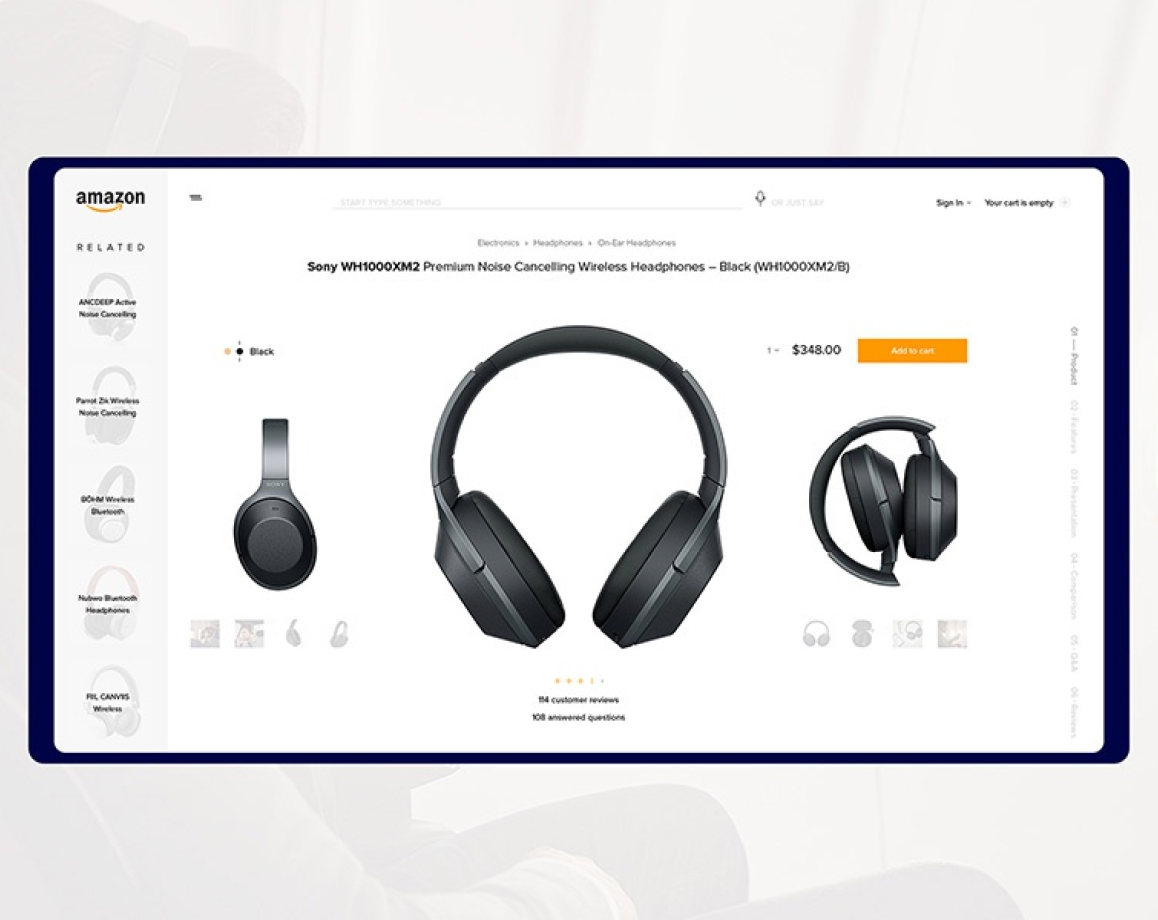 amazon
START TYPE SOMETHING
OR JUST SAY
Sign In
Your cart is empty
RELATED
ANCDEEP Active
Noise Cancelling
Parrot Zik Wireless
Noise Cancelling
BÖHM Wireless
Bluetooth
Nubwo Bluetooth
Headphones
FIIL CANVIIS
Wireless
Electronics › Headphones › On-Ear Headphones
Sony WH1000XM2 Premium Noise Cancelling Wireless Headphones – Black (WH1000XM2/B)
Black
1
$348.00
Add to cart
SONY
114 customer reviews
108 answered questions
01 — Product
02 - Features
03 - Presentation
04 - Comparison
05 - Q&A
06 - Reviews